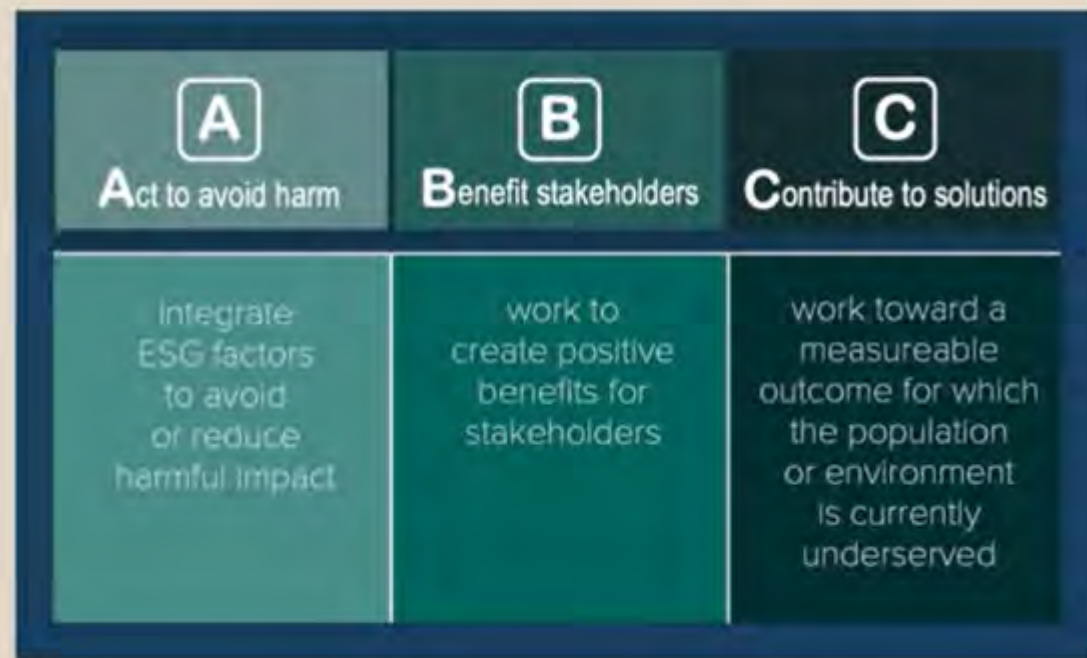 A
Act to avoid harm
integrate
ESG factors
to avoid
or reduce
harmful impact
B
Benefit stakeholders
work to
create positive
benefits for
stakeholders
C
Contribute to solutions
work toward a
measureable
outcome for which
the population
or environment
is currently
underserved